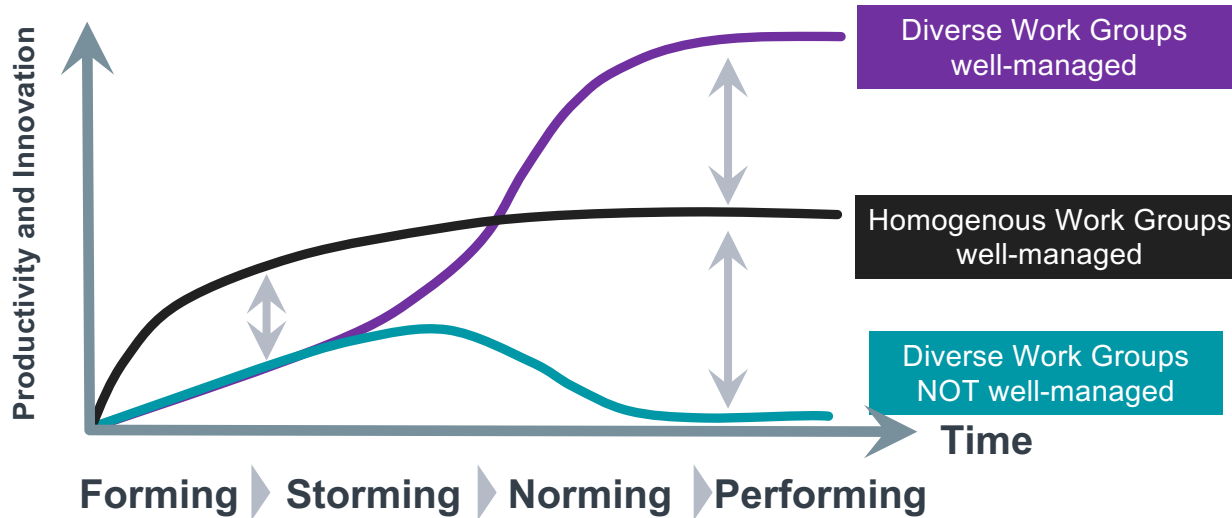 Productivity and Innovation
Diverse Work Groups
well-managed
Homogenous Work Groups
well-managed
Diverse Work Groups
NOT well-managed
Time
Forming Storming Norming Performing